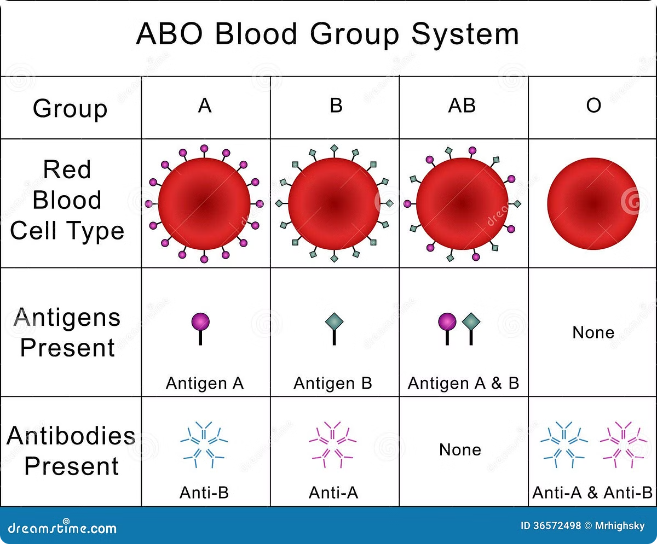 ABO Blood Group System
Group
A
B
AB
O
Red
Blood
Cell Type
Antigens
Present
Antigen A
Antigen B
Antigen A & B
None
Antibodies
Present
Anti-B
Anti-A
None
Anti-A & Anti-B
dreamstime.com
ID 36572498 © Mrhighsky